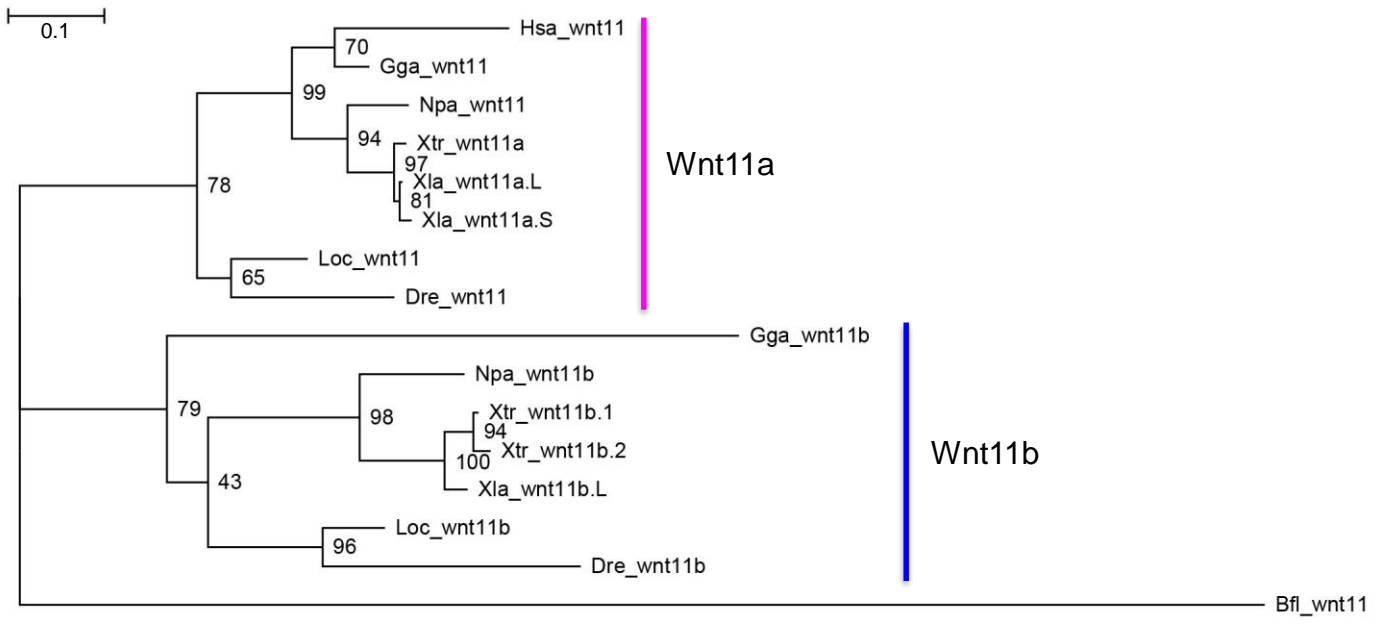 0.1
Hsa_wnt11
70
Gga_wnt11
99
Npa_wnt11
94
Xtr_wnt11a
97
Xla_wnt11a.L
81
Xla_wnt11a.S
78
Loc_wnt11
65
Dre_wnt11
Wnt11a
Gga_wnt11b
79
Npa_wnt11b
98
Xtr_wnt11b.1
94
Xtr_wnt11b.2
100
Xla_wnt11b.L
43
Loc_wnt11b
96
Dre_wnt11b
Wnt11b
Bfl_wnt11